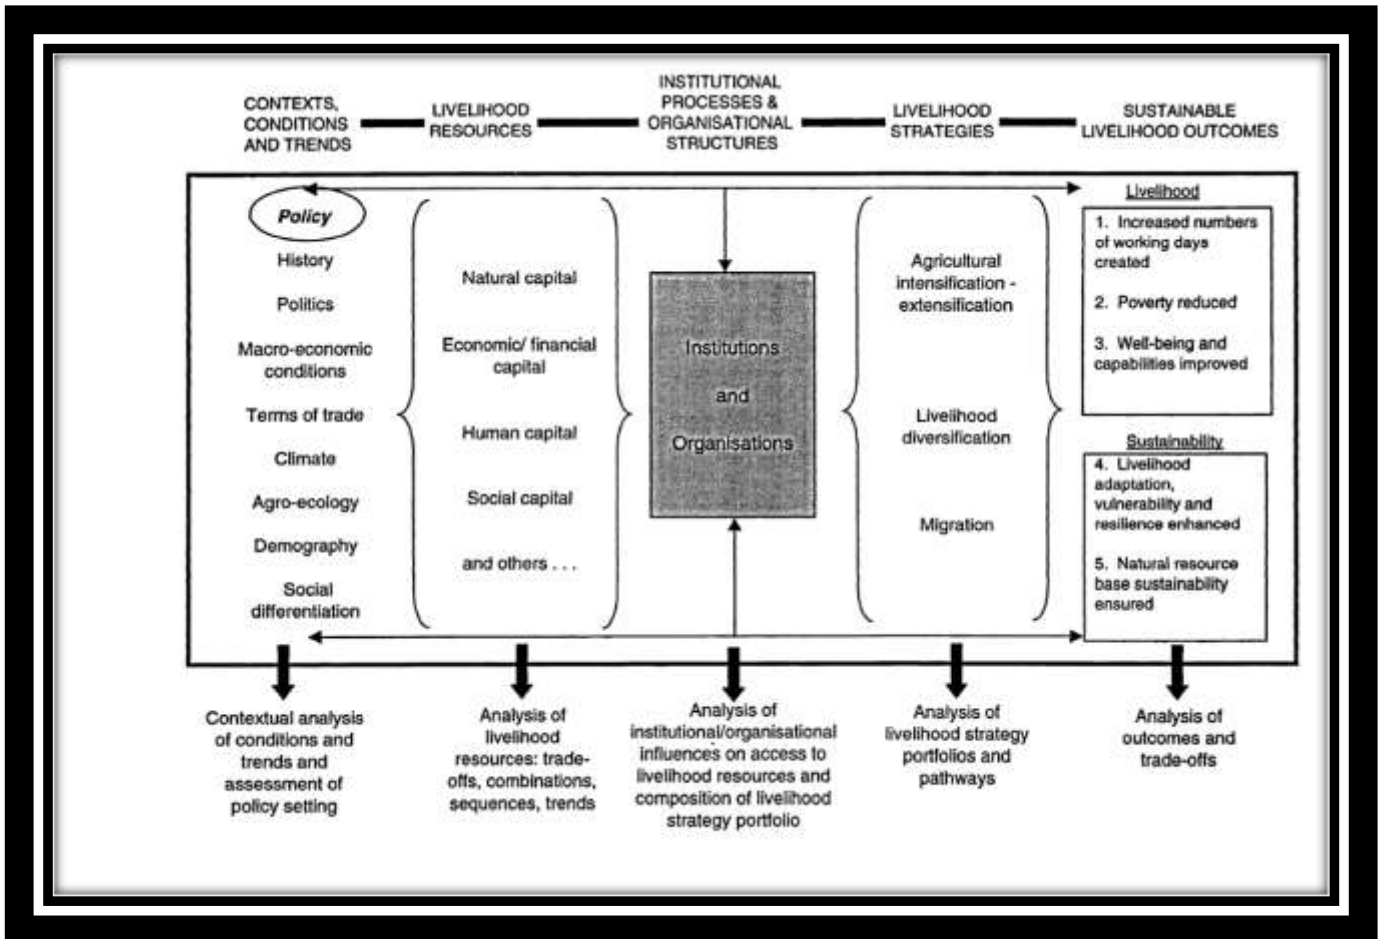 CONTEXTS,
CONDITIONS
AND TRENDS
LIVELIHOOD
RESOURCES
INSTITUTIONAL
PROCESSES &
ORGANISATIONAL
STRUCTURES
LIVELIHOOD
STRATEGIES
SUSTAINABLE
LIVELIHOOD OUTCOMES
Policy
History
Politics
Macro-economic
conditions
Terms of trade
Climate
Agro-ecology
Demography
Social
differentiation
Natural capital
Economic/ financial
capital
Human capital
Social capital
and others . . .
Institutions
and
Organisations
Agricultural
intensification -
extensification
Livelihood
diversification
Migration
Livelihood
1. Increased numbers
of working days
created
2. Poverty reduced
3. Well-being and
capabilities improved
Sustainability
4. Livelihood
adaptation,
vulnerability and
resilience enhanced
5. Natural resource
base sustainability
ensured
Contextual analysis
of conditions and
trends and
assessment of
policy setting
Analysis of
livelihood
resources: trade-
offs, combinations,
sequences, trends
Analysis of
institutional/organisational
influences on access to
livelihood resources and
composition of livelihood
strategy portfolio
Analysis of
livelihood strategy
portfolios and
pathways
Analysis of
outcomes and
trade-offs